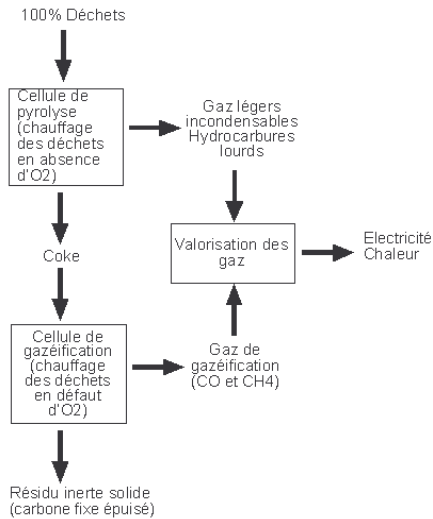 100% Déchets
Cellule de
pyrolyse
(chauffage
des déchets
en absence
d'O2)
Gaz légers
incondensables
Hydrocarbures
lourds
Valorisation des
gaz
Electricité
Chaleur
Coke
Cellule de
gazéification
(chauffage
des déchets
en défaut
d'O2)
Gaz de
gazéification
(CO et CH4)
Résidu inerte solide
(carbone fixe épuisé)